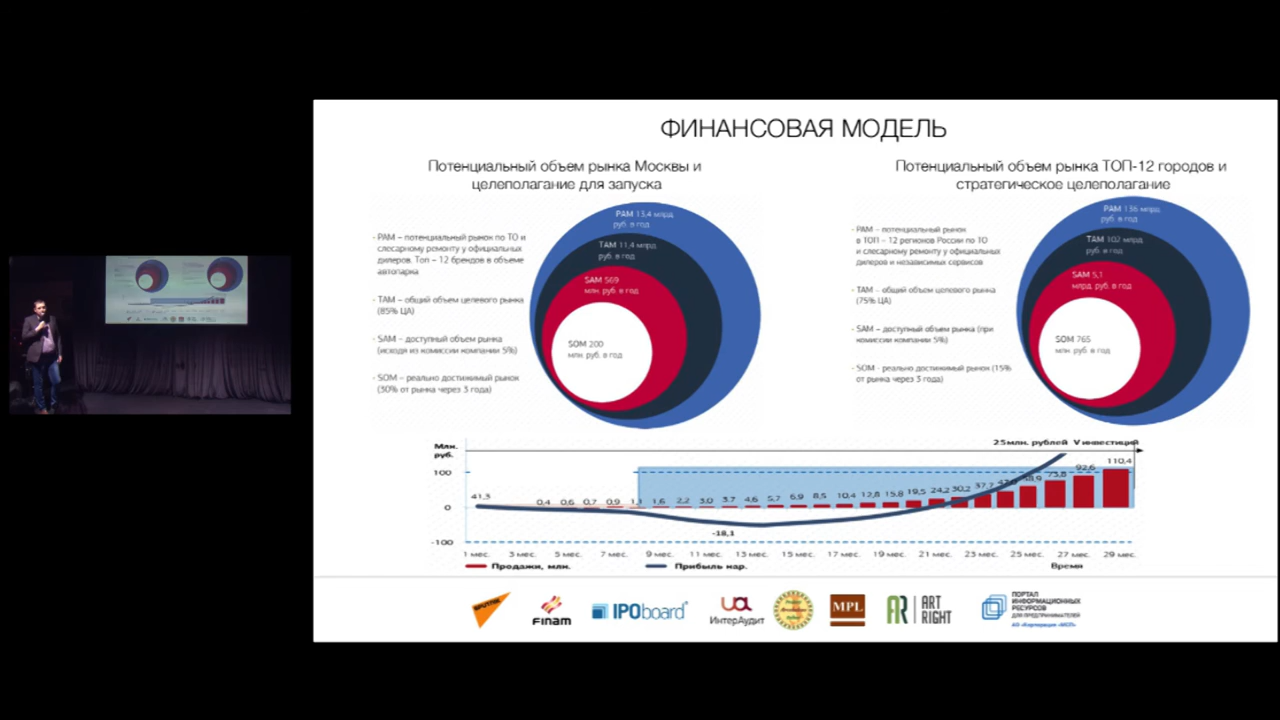 ФИНАНСОВАЯ МОДЕЛЬ
Потенциальный объем рынка Москвы и
целеполагание для запуска
- PAM – потенциальный рынок по ТО и
слесарному ремонту у официальных
дилеров. Топ – 12 брендов в объеме
автопарка
- TAM – общий объем целевого рынка
(85% ЦА)
- SAM – доступный объем рынка
(исходя из комиссии компании 5%)
- SOM – реально достижимый рынок
(30% от рынка через 3 года)
PAM 13,4 млрд
руб. в год
TAM 11,4 млрд
руб. в год
SAM 569
млн. руб. в год
SOM 200
млн. руб. в год
Потенциальный объем рынка ТОП-12 городов и
стратегическое целеполагание
- PAM – потенциальный рынок
в ТОП – 12 регионов России по ТО
и слесарному ремонту у официальных
дилеров и независимых сервисов
- TAM – общий объем целевого рынка
(75% ЦА)
- SAM – доступный объем рынка (при
комиссии компании 5%)
- SOM - реально достижимый рынок (15%
от рынка через 3 года)
PAM 136 млрд
руб. в год
TAM 102 млрд
руб. в год
SAM 5,1
млрд. руб. в год
SOM 765
млн. руб. в год
Млн.
руб.
25млн. рублей V инвестиций
100
0
-100
41,3 0,4 0,6 0,7 0,9 1,1 1,6 2,2 3,0 3,7 4,6 5,7 6,9 8,5 10,4 12,8 15,8 19,5 24,2 30,2 37,7 73,8 92,6 110,4
-18,1
1 мес. 3 мес. 5 мес. 7 мес. 9 мес. 11 мес. 13 мес. 15 мес. 17 мес. 19 мес. 21 мес. 23 мес. 25 мес. 27 мес. 29 мес.
Продажи, млн. Прибыль нар. Время
SPUTNIK
FINAM
IPOboard
ИнтерАудит
MPL
AR ART
RIGHT
ПОРТАЛ
ИНФОРМАЦИОННЫХ
РЕСУРСОВ
ДЛЯ ПРЕДПРИНИМАТЕЛЕЙ
АО «Корпорация «МСП»